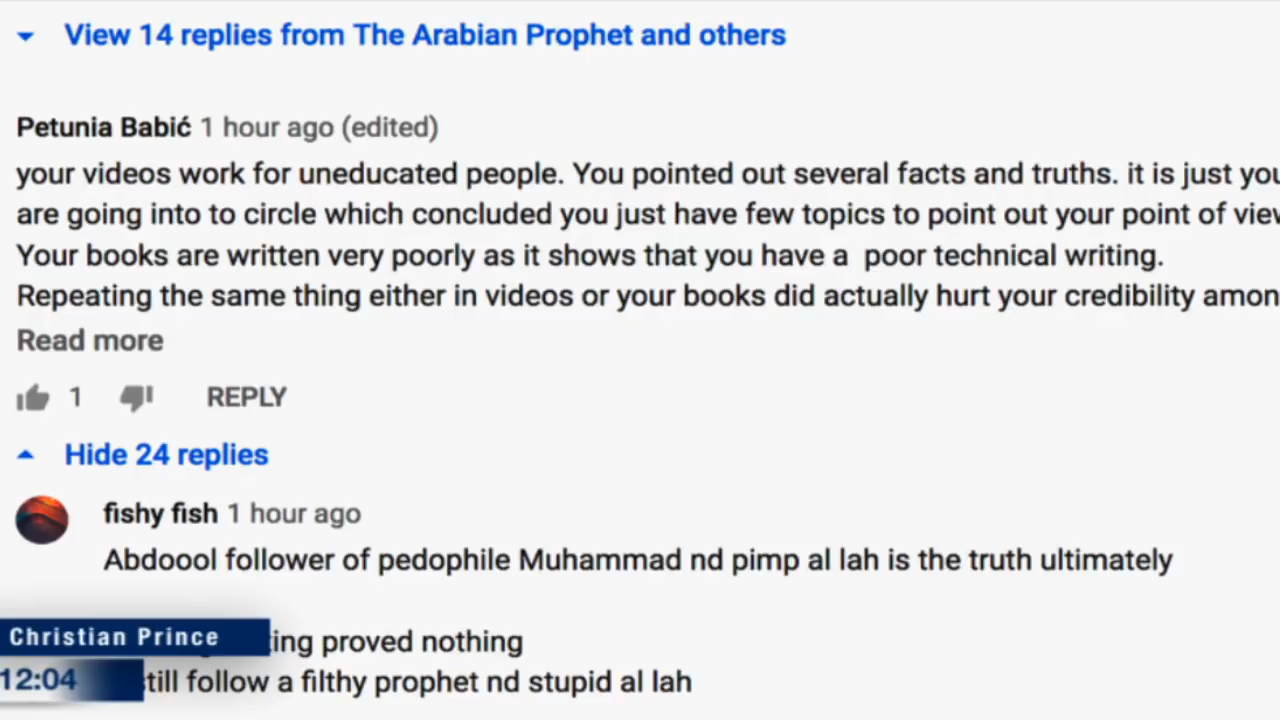 View 14 replies from The Arabian Prophet and others
Petunia Babić 1 hour ago (edited)
your videos work for uneducated people. You pointed out several facts and truths. it is just you
are going into to circle which concluded you just have few topics to point out your point of view
Your books are written very poorly as it shows that you have a poor technical writing.
Repeating the same thing either in videos or your books did actually hurt your credibility amon
Read more
1 REPLY
Hide 24 replies
fishy fish 1 hour ago
Abdoool follower of pedophile Muhammad nd pimp al lah is the truth ultimately
Christian Prince
ing proved nothing
12:04
still follow a filthy prophet nd stupid al lah